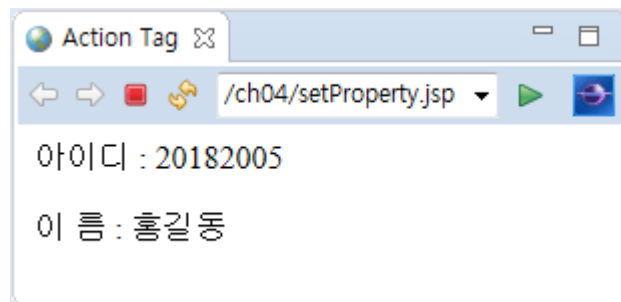 Action Tag
/ch04/setProperty.jsp
아이디 : 20182005
이 름 : 홍길동